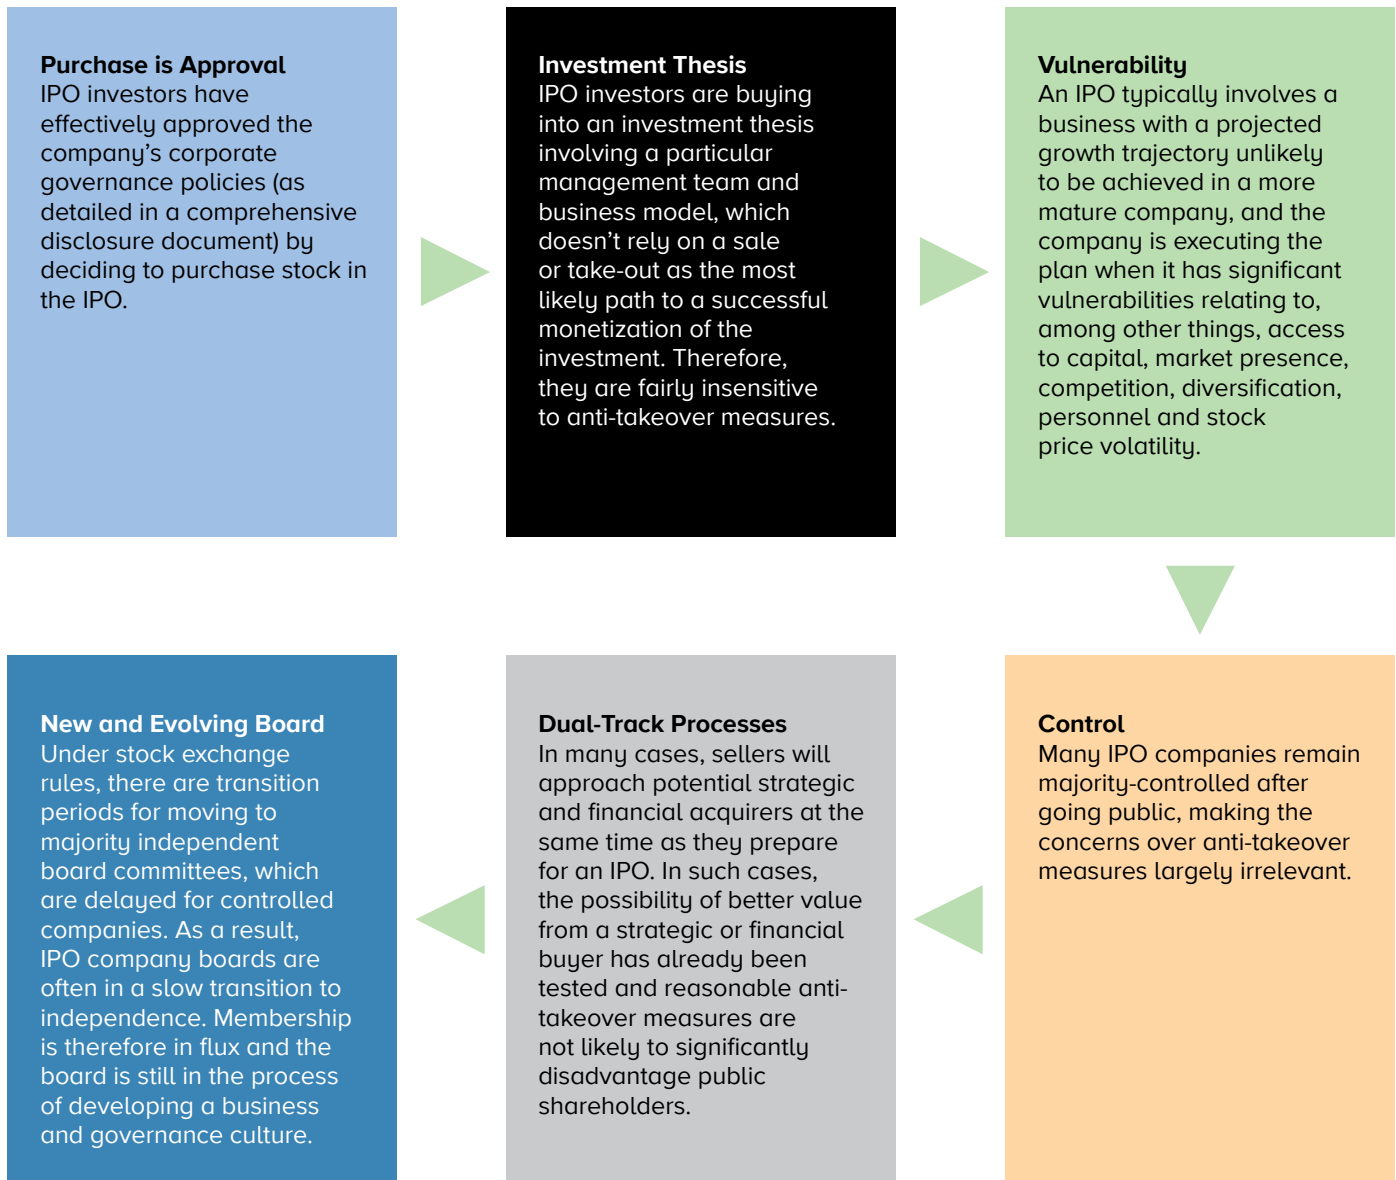 Purchase is Approval
IPO investors have
effectively approved the
company’s corporate
governance policies (as
detailed in a comprehensive
disclosure document) by
deciding to purchase stock in
the IPO.
Investment Thesis
IPO investors are buying
into an investment thesis
involving a particular
management team and
business model, which
doesn’t rely on a sale
or take-out as the most
likely path to a successful
monetization of the
investment. Therefore,
they are fairly insensitive
to anti-takeover measures.
Vulnerability
An IPO typically involves a
business with a projected
growth trajectory unlikely
to be achieved in a more
mature company, and the
company is executing the
plan when it has significant
vulnerabilities relating to,
among other things, access
to capital, market presence,
competition, diversification,
personnel and stock
price volatility.
Control
Many IPO companies remain
majority-controlled after
going public, making the
concerns over anti-takeover
measures largely irrelevant.
Dual-Track Processes
In many cases, sellers will
approach potential strategic
and financial acquirers at the
same time as they prepare
for an IPO. In such cases,
the possibility of better value
from a strategic or financial
buyer has already been
tested and reasonable anti-
takeover measures are
not likely to significantly
disadvantage public
shareholders.
New and Evolving Board
Under stock exchange
rules, there are transition
periods for moving to
majority independent
board committees, which
are delayed for controlled
companies. As a result,
IPO company boards are
often in a slow transition to
independence. Membership
is therefore in flux and the
board is still in the process
of developing a business
and governance culture.